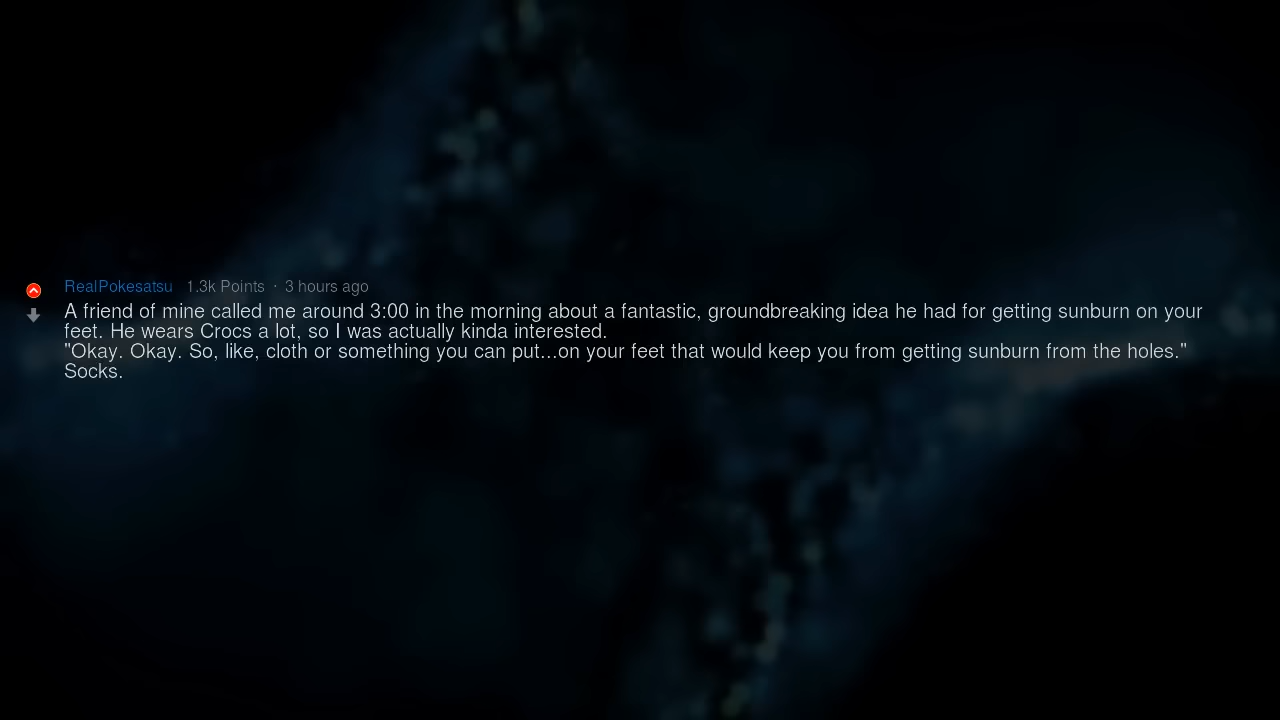 RealPokesatsu 1.3k Points · 3 hours ago
A friend of mine called me around 3:00 in the morning about a fantastic, groundbreaking idea he had for getting sunburn on your
feet. He wears Crocs a lot, so I was actually kinda interested.
"Okay. Okay. So, like, cloth or something you can put...on your feet that would keep you from getting sunburn from the holes."
Socks.